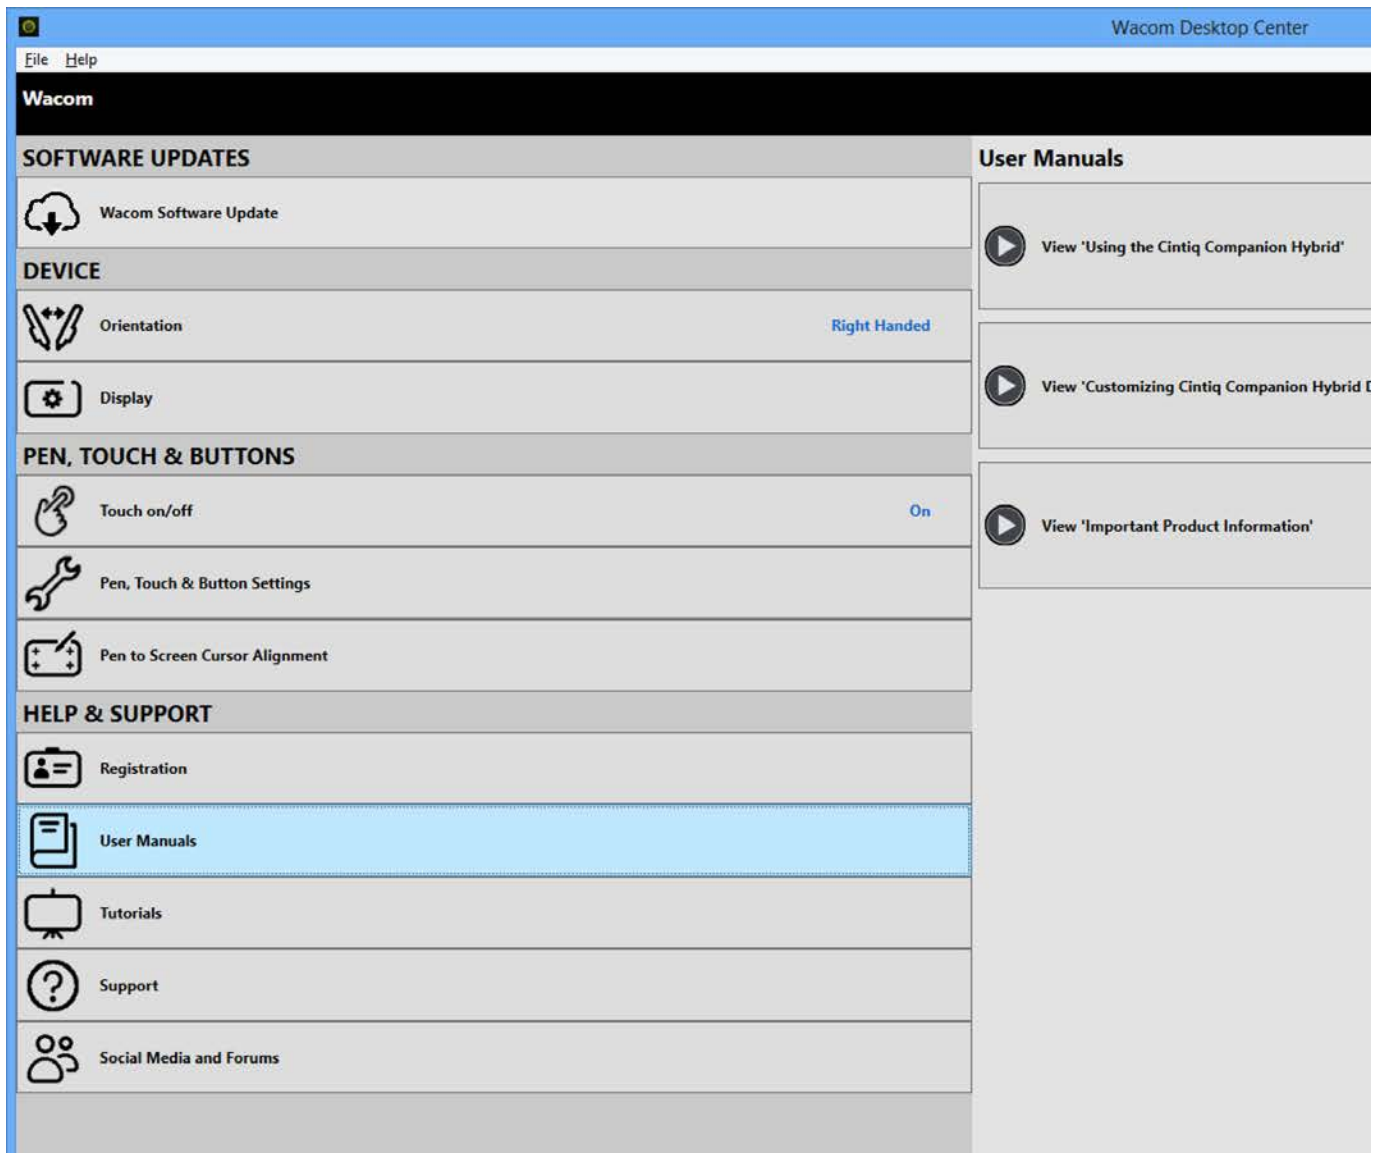 Wacom Desktop Center
File Help
Wacom
SOFTWARE UPDATES
Wacom Software Update
DEVICE
Orientation Right Handed
Display
PEN, TOUCH & BUTTONS
Touch on/off On
Pen, Touch & Button Settings
Pen to Screen Cursor Alignment
HELP & SUPPORT
Registration
User Manuals
Tutorials
Support
Social Media and Forums
User Manuals
View 'Using the Cintiq Companion Hybrid'
View 'Customizing Cintiq Companion Hybrid
View 'Important Product Information'